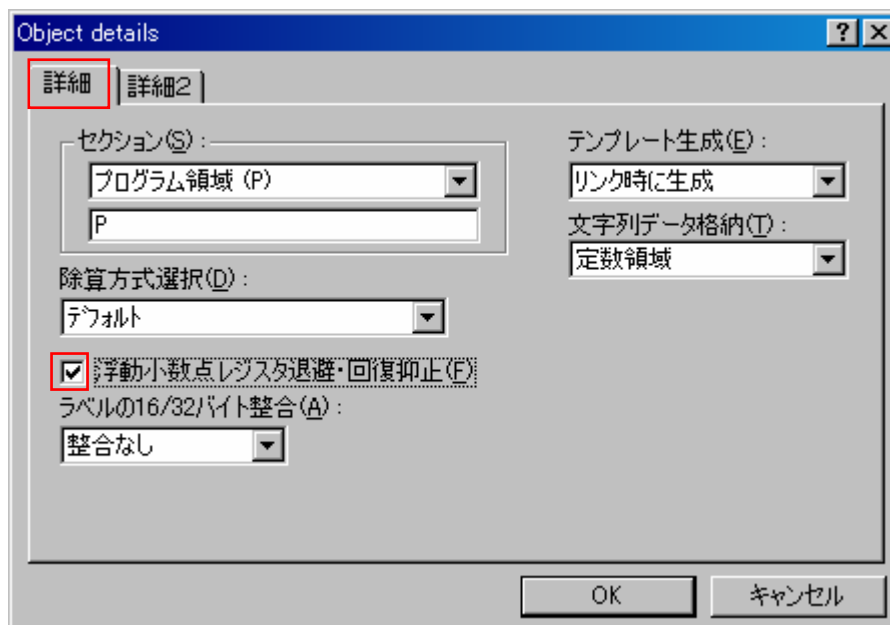 Object details
詳細
詳細2
セクション(S):
プログラム領域 (P)
P
除算方式選択(D):
デフォルト
浮動小数点レジスタ退避・回復抑止(F)
ラベルの16/32バイト整合(A):
整合なし
テンプレート生成(E):
リンク時に生成
文字列データ格納(T):
定数領域
OK
キャンセル